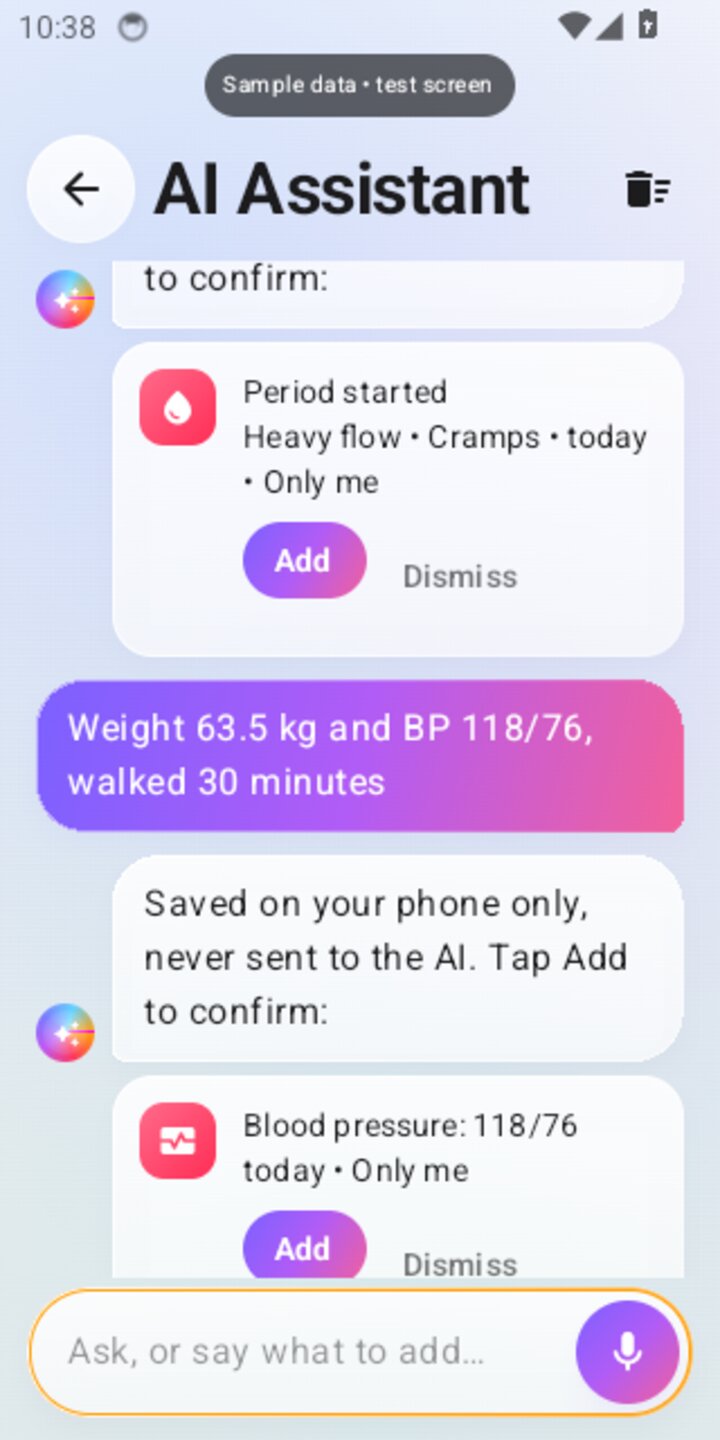 10:38
Sample data • test screen
AI Assistant
to confirm:
Period started
Heavy flow • Cramps • today
• Only me
Add
Dismiss
Weight 63.5 kg and BP 118/76,
walked 30 minutes
Saved on your phone only,
never sent to the AI. Tap Add
to confirm:
Blood pressure: 118/76
today • Only me
Add
Dismiss
Ask, or say what to add...